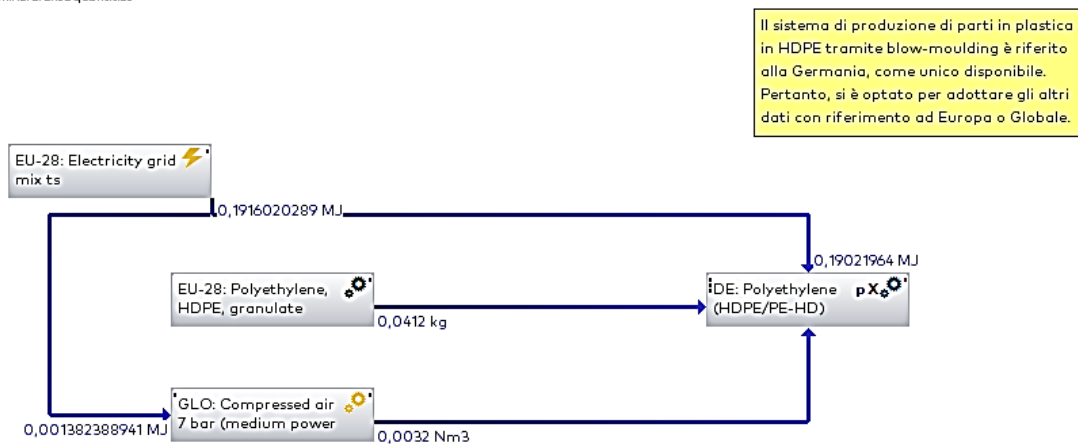 Il sistema di produzione di parti in plastica
in HDPE tramite blow-moulding è riferito
alla Germania, come unico disponibile.
Pertanto, si è optato per adottare gli altri
dati con riferimento ad Europa o Globale.
EU-28: Electricity grid
mix ts
0,1916020289 MJ
0,19021964 MJ
EU-28: Polyethylene,
HDPE, granulate
0,0412 kg
DE: Polyethylene pX
(HDPE/PE-HD)
GLO: Compressed air
7 bar (medium power
0,001382388941 MJ
0,0032 Nm3